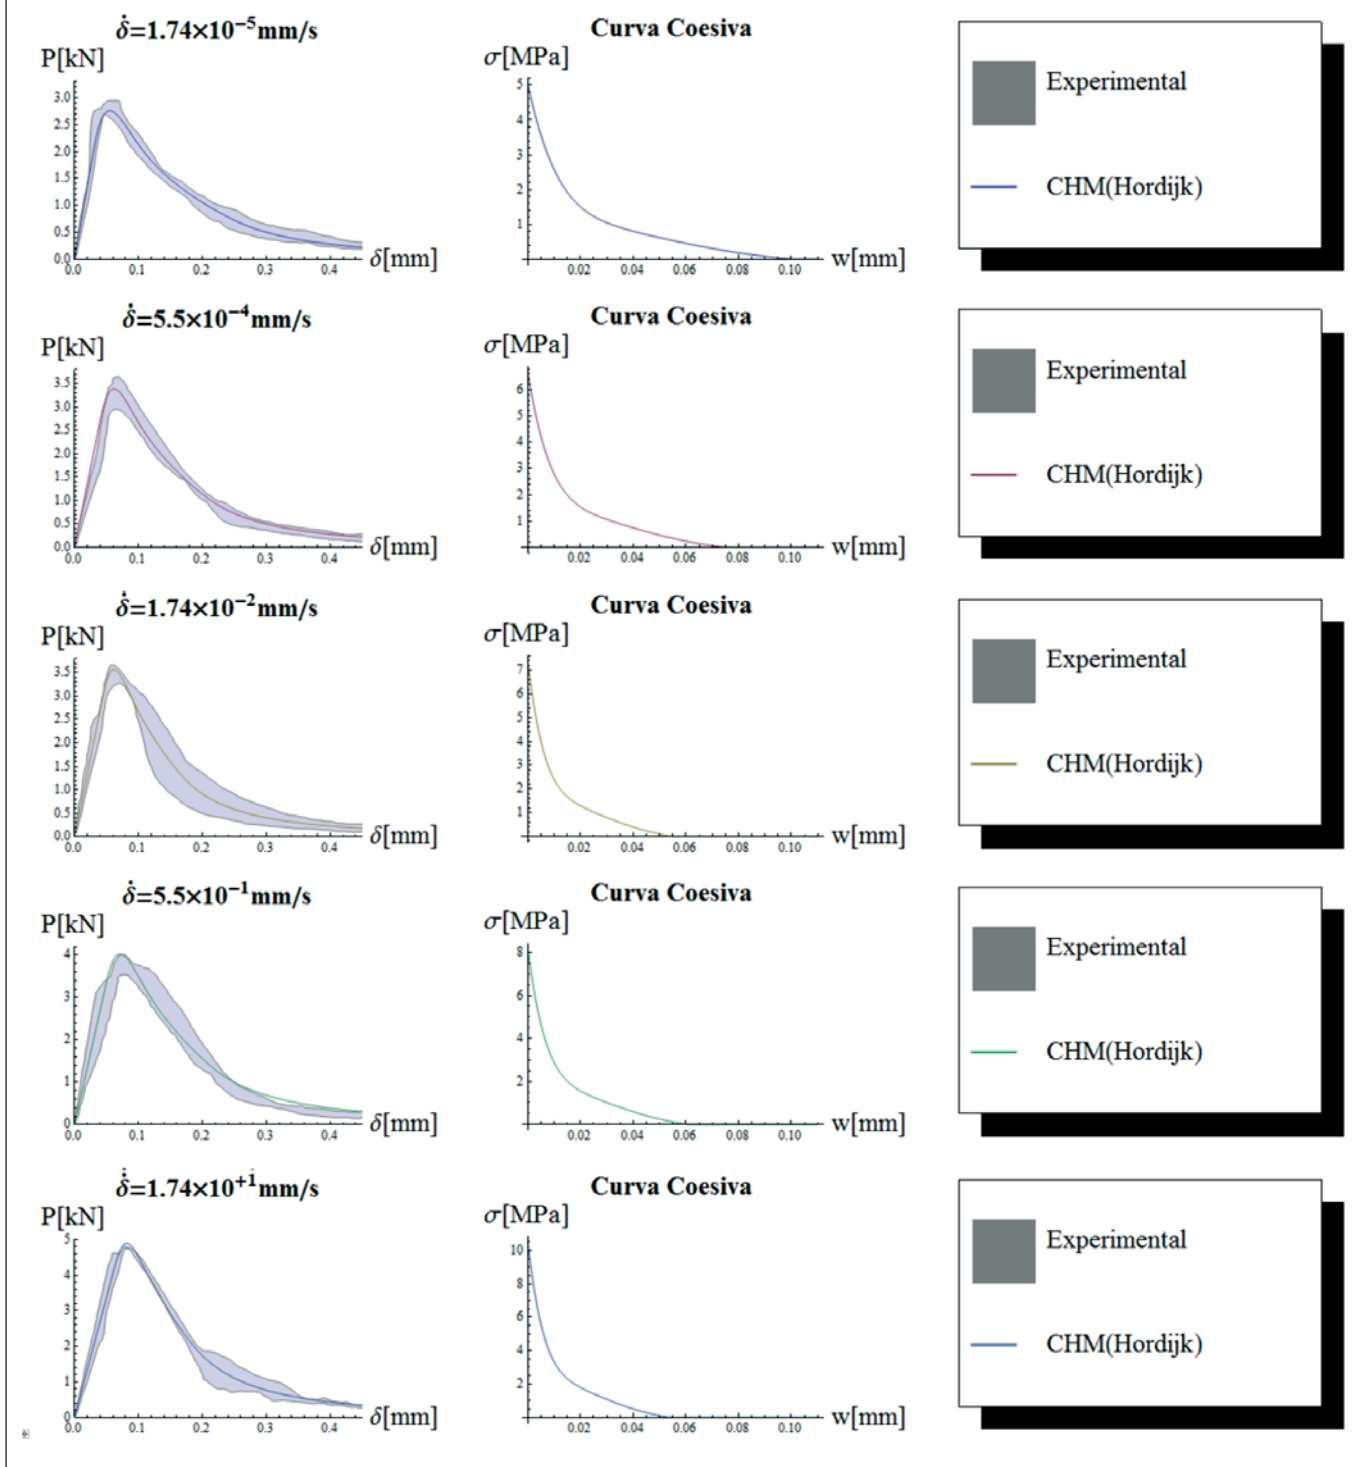 δ̇=1.74×10⁻⁵mm/s
P[kN]
3.0
2.5
2.0
1.5
1.0
0.5
0.0
0.0 0.1 0.2 0.3 0.4 δ[mm]
Curva Coesiva
σ[MPa]
5
4
3
2
1
0.02 0.04 0.06 0.08 0.10 w[mm]
Experimental
CHM(Hordijk)
δ̇=5.5×10⁻⁴mm/s
P[kN]
3.5
3.0
2.5
2.0
1.5
1.0
0.5
0.0
0.0 0.1 0.2 0.3 0.4 δ[mm]
Curva Coesiva
σ[MPa]
6
5
4
3
2
1
0.02 0.04 0.06 0.08 0.10 w[mm]
Experimental
CHM(Hordijk)
δ̇=1.74×10⁻²mm/s
P[kN]
3.5
3.0
2.5
2.0
1.5
1.0
0.5
0.0
0.0 0.1 0.2 0.3 0.4 δ[mm]
Curva Coesiva
σ[MPa]
7
6
5
4
3
2
1
0.02 0.04 0.06 0.08 0.10 w[mm]
Experimental
CHM(Hordijk)
δ̇=5.5×10⁻¹mm/s
P[kN]
4
3
2
1
0
0.0 0.1 0.2 0.3 0.4 δ[mm]
Curva Coesiva
σ[MPa]
8
6
4
2
0.02 0.04 0.06 0.08 0.10 w[mm]
Experimental
CHM(Hordijk)
δ̇=1.74×10⁺¹mm/s
P[kN]
5
4
3
2
1
0
0.0 0.1 0.2 0.3 0.4 δ[mm]
Curva Coesiva
σ[MPa]
10
8
6
4
2
0.02 0.04 0.06 0.08 0.10 w[mm]
Experimental
CHM(Hordijk)